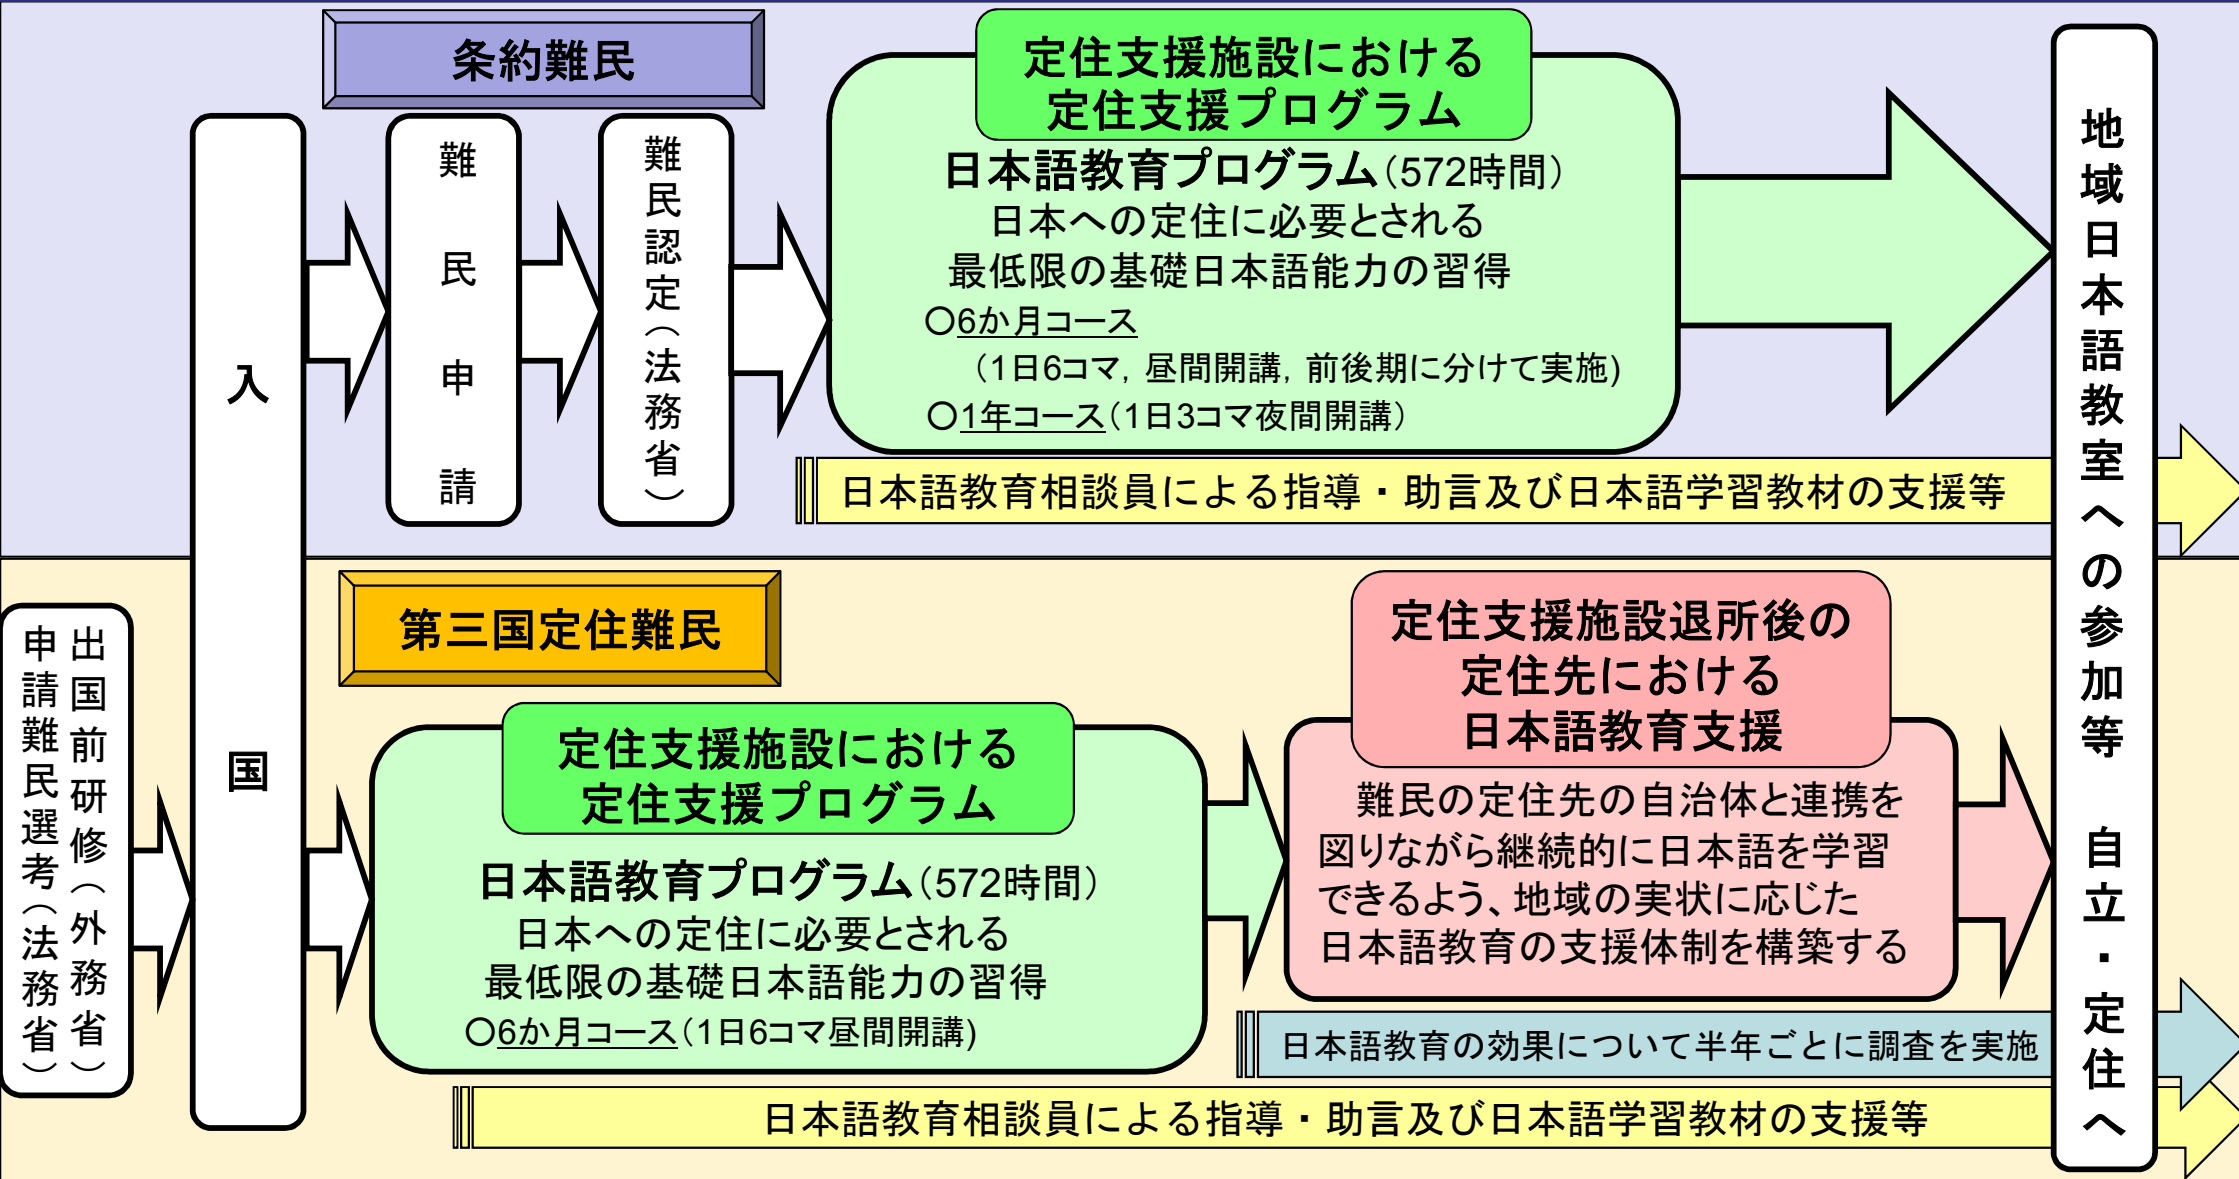 条約難民
入国
難民申請
難民認定（法務省）
定住支援施設における
定住支援プログラム
日本語教育プログラム（572時間）
日本への定住に必要とされる
最低限の基礎日本語能力の習得
○6か月コース
（1日6コマ, 昼間開講, 前後期に分けて実施)
○1年コース（1日3コマ夜間開講）
日本語教育相談員による指導・助言及び日本語学習教材の支援等
地域日本語教室への参加等　自立・定住へ
第三国定住難民
出国前研修（外務省）
申請難民選考（法務省）
定住支援施設における
定住支援プログラム
日本語教育プログラム（572時間）
日本への定住に必要とされる
最低限の基礎日本語能力の習得
○6か月コース（1日6コマ昼間開講)
定住支援施設退所後の
定住先における
日本語教育支援
難民の定住先の自治体と連携を
図りながら継続的に日本語を学習
できるよう、地域の実状に応じた
日本語教育の支援体制を構築する
日本語教育の効果について半年ごとに調査を実施
日本語教育相談員による指導・助言及び日本語学習教材の支援等